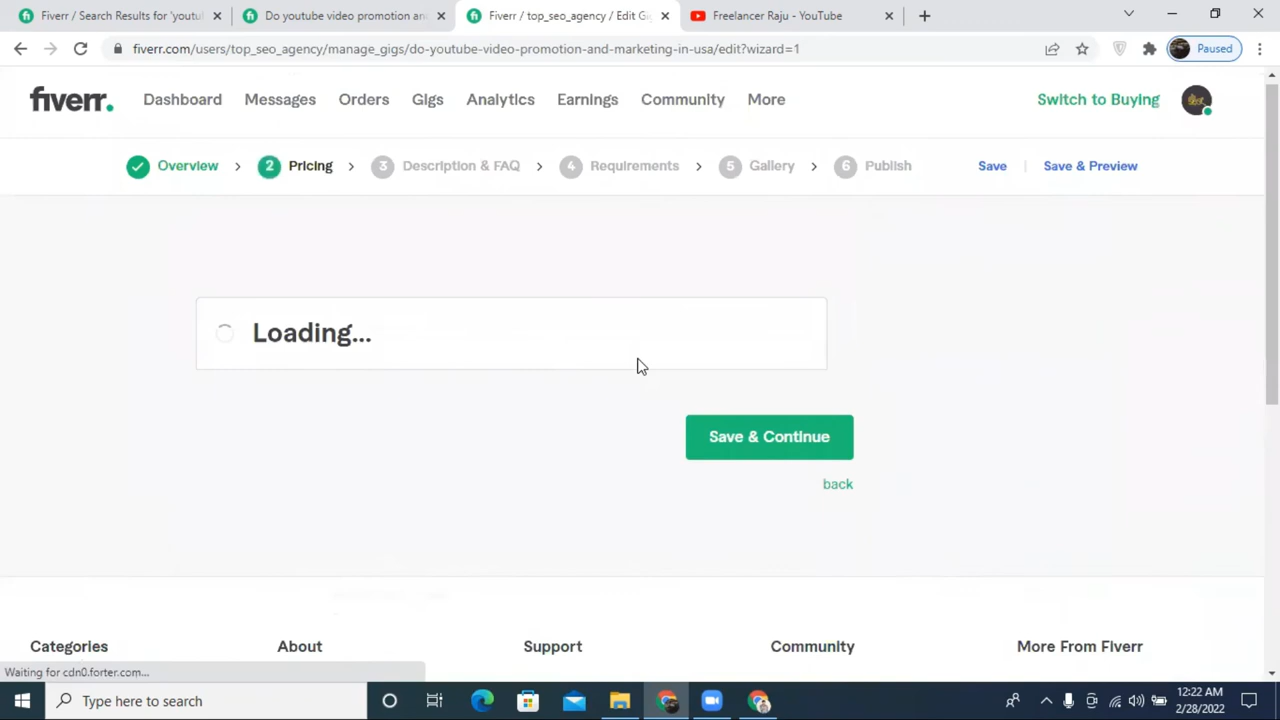 Fiverr / Search Results for 'youtu
Do youtube video promotion and
Fiverr / top_seo_agency / Edit Gi
Freelancer Raju - YouTube
fiverr.com/users/top_seo_agency/manage_gigs/do-youtube-video-promotion-and-marketing-in-usa/edit?wizard=1
Paused
fiverr.
Dashboard
Messages
Orders
Gigs
Analytics
Earnings
Community
More
Switch to Buying
Overview
2 Pricing
3 Description & FAQ
4 Requirements
5 Gallery
6 Publish
Save
Save & Preview
Loading...
Save & Continue
back
Categories
About
Support
Community
More From Fiverr
Waiting for cdn0.forter.com...
Type here to search
12:22 AM
2/28/2022